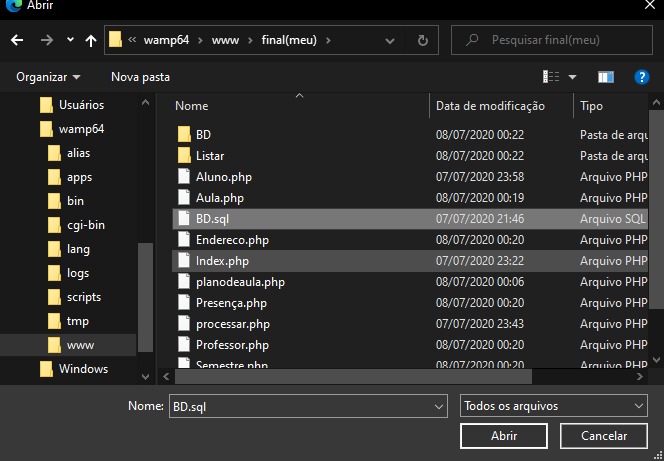 Abrir
« wamp64 › www › final(meu) ›
Pesquisar final(meu)
Organizar
Nova pasta
Usuários
wamp64
alias
apps
bin
cgi-bin
lang
logs
scripts
tmp
www
Windows
Nome Data de modificação Tipo
BD 08/07/2020 00:22 Pasta de arqu
Listar 08/07/2020 00:22 Pasta de arqu
Aluno.php 07/07/2020 23:58 Arquivo PHP
Aula.php 08/07/2020 00:19 Arquivo PHP
BD.sql 07/07/2020 21:46 Arquivo SQL
Endereco.php 08/07/2020 00:20 Arquivo PHP
Index.php 07/07/2020 23:22 Arquivo PHP
planodeaula.php 08/07/2020 00:06 Arquivo PHP
Presença.php 08/07/2020 00:20 Arquivo PHP
processar.php 07/07/2020 23:43 Arquivo PHP
Professor.php 08/07/2020 00:20 Arquivo PHP
Semestre.php 08/07/2020 00:20 Arquivo PHP
Nome: BD.sql
Todos os arquivos
Abrir
Cancelar